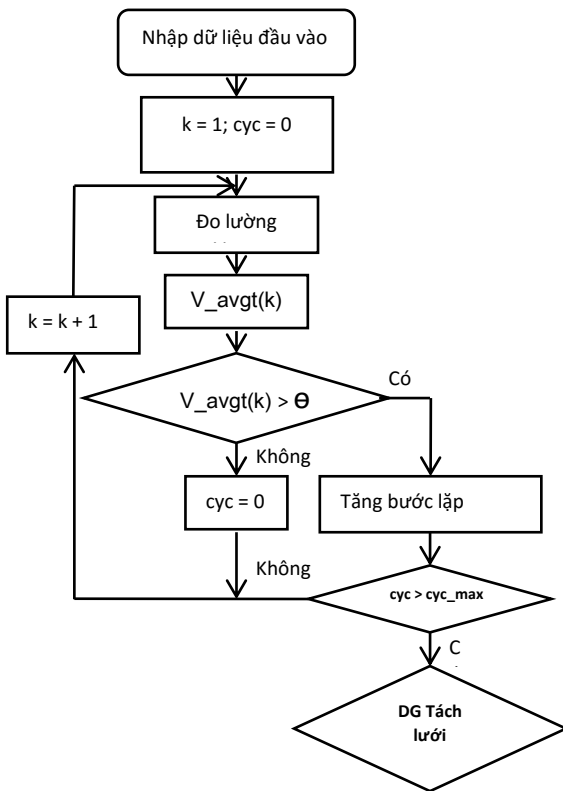 Nhập dữ liệu đầu vào
k = 1; cyc = 0
Đo lường
V_avgt(k)
k = k + 1
V_avgt(k) > Ɵ
Có
Không
cyc = 0
Tăng bước lặp
Không
cyc > cyc_max
C
DG Tách
lưới